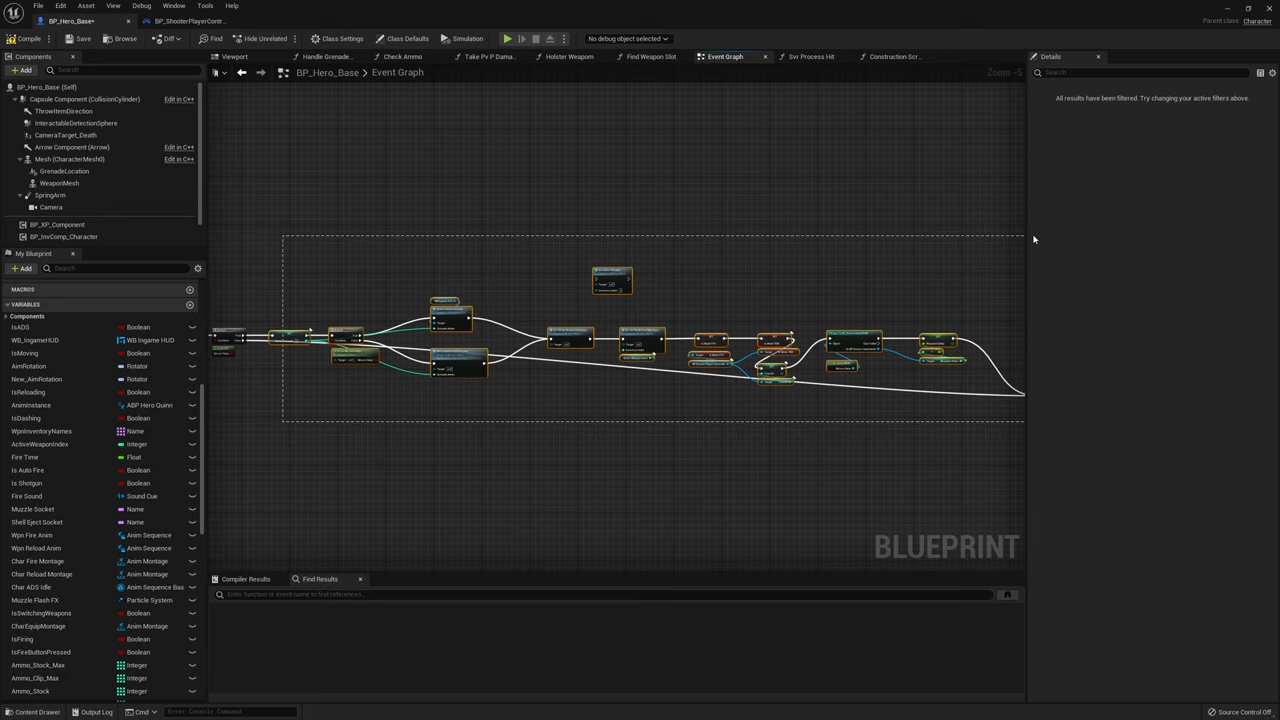 File Edit Asset View Debug Window Tools Help
BP_Hero_Base*
BP_ShooterPlayerContr...
Parent class: Character
Compile Save Browse Diff Find Hide Unrelated Class Settings Class Defaults Simulation No debug object selected
Components
Add Search
BP_Hero_Base (Self)
Capsule Component (CollisionCylinder) Edit in C++
ThrowItemDirection
InteractableDetectionSphere
CameraTarget_Death
Arrow Component (Arrow) Edit in C++
Mesh (CharacterMesh0) Edit in C++
GrenadeLocation
WeaponMesh
SpringArm
Camera
BP_XP_Component
BP_InvComp_Character
My Blueprint
Add Search
MACROS
VARIABLES
Components
IsADS Boolean
WB_IngameHUD WB Ingame HUD
IsMoving Boolean
AimRotation Rotator
New_AimRotation Rotator
IsReloading Boolean
AnimInstance ABP Hero Quinn
IsDashing Boolean
WpnInventoryNames Name
ActiveWeaponIndex Integer
Fire Time Float
Is Auto Fire Boolean
Is Shotgun Boolean
Fire Sound Sound Cue
Muzzle Socket Name
Shell Eject Socket Name
Wpn Fire Anim Anim Sequence
Wpn Reload Anim Anim Sequence
Char Fire Montage Anim Montage
Char Reload Montage Anim Montage
Char ADS Idle Anim Sequence Bas
Muzzle Flash FX Particle System
IsSwitchingWeapons Boolean
CharEquipMontage Anim Montage
IsFiring Boolean
IsFireButtonPressed Boolean
Ammo_Stock_Max Integer
Ammo_Clip_Max Integer
Ammo_Stock Integer
Viewport Handle Grenade... Check Ammo Take Pv P Dama... Holster Weapon Find Weapon Slot Event Graph Svr Process Hit Construction Scr...
BP_Hero_Base > Event Graph
Zoom -5
BLUEPRINT
Compiler Results Find Results
Enter function or event name to find references...
Details
Search
All results have been filtered. Try changing your active filters above.
Content Drawer Output Log Cmd Enter Console Command Source Control Off